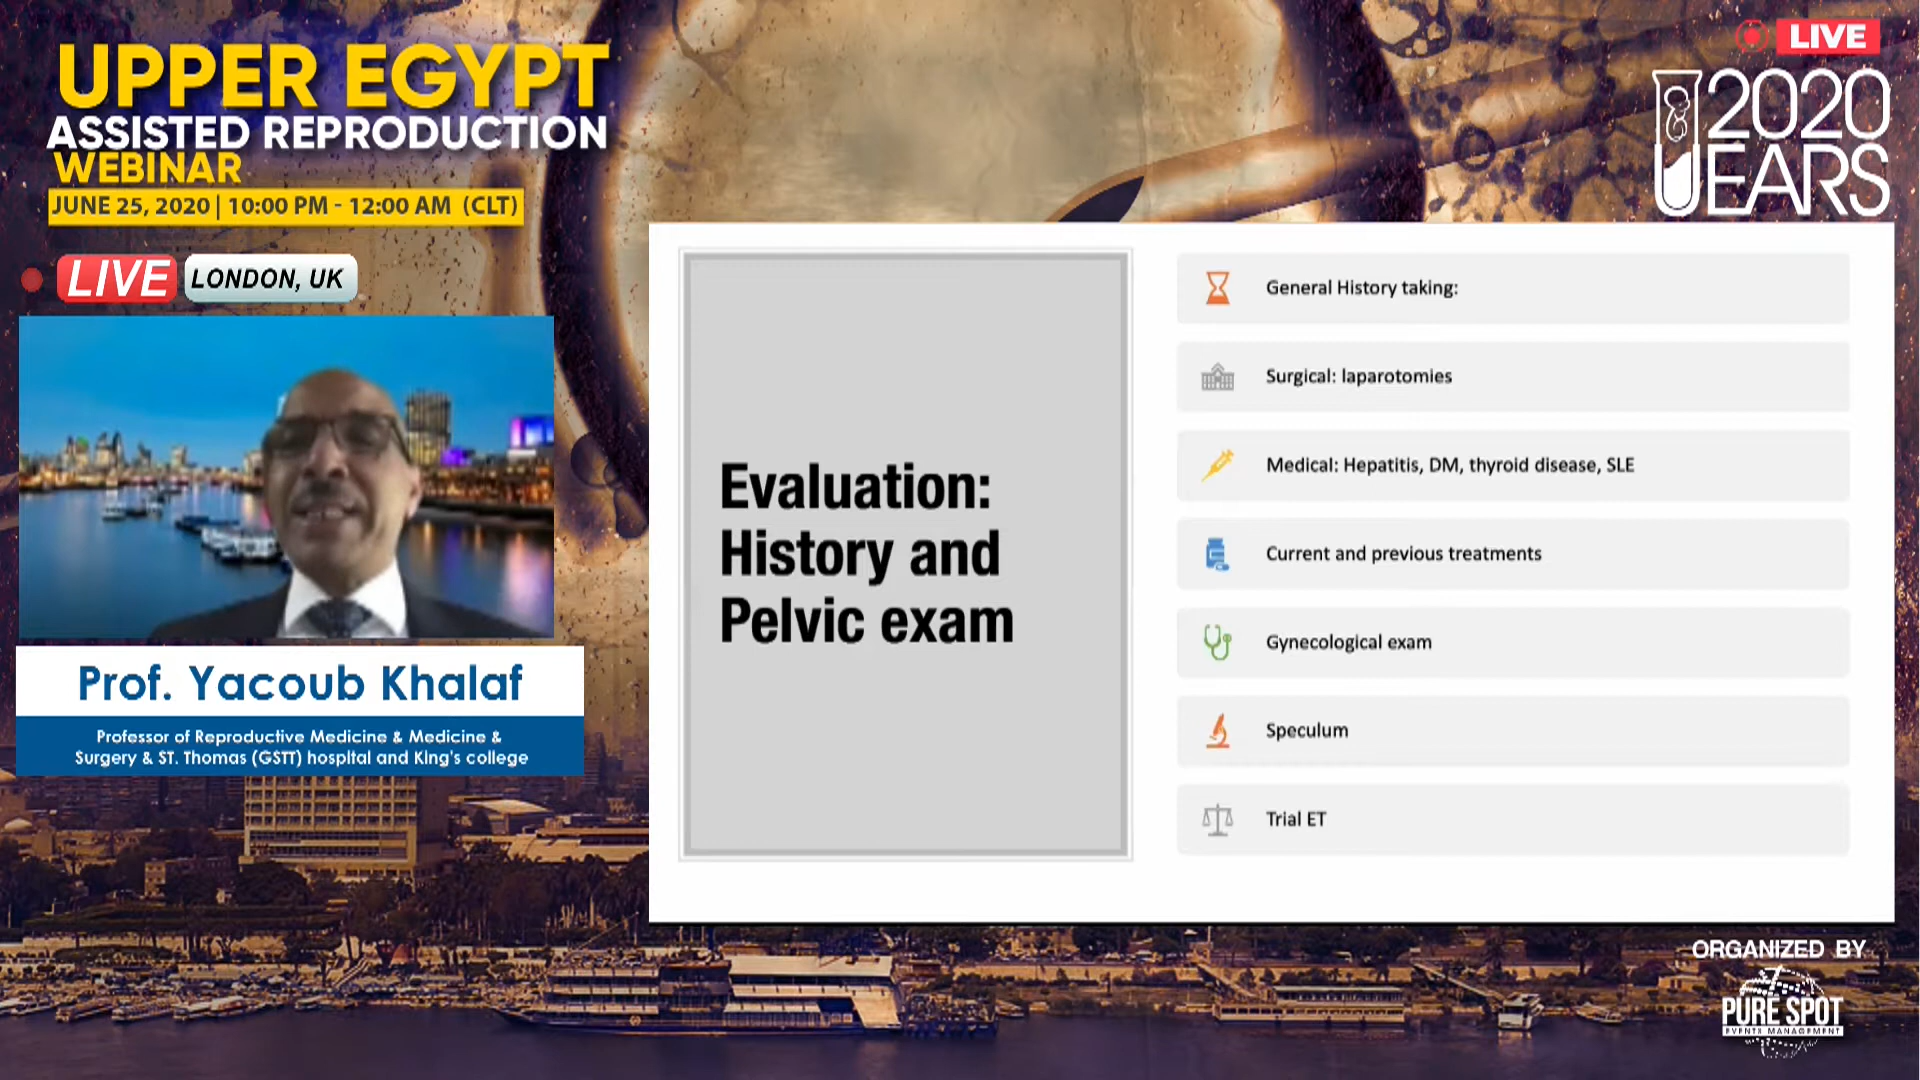 UPPER EGYPT
ASSISTED REPRODUCTION
WEBINAR
JUNE 25, 2020 | 10:00 PM - 12:00 AM (CLT)
LIVE
2020
UEARS
LIVE
LONDON, UK
Prof. Yacoub Khalaf
Professor of Reproductive Medicine & Medicine &
Surgery & ST. Thomas (GSTT) hospital and King's college
Evaluation:
History and
Pelvic exam
General History taking:
Surgical: laparotomies
Medical: Hepatitis, DM, thyroid disease, SLE
Current and previous treatments
Gynecological exam
Speculum
Trial ET
ORGANIZED BY
PURE SPOT
EVENTS MANAGEMENT